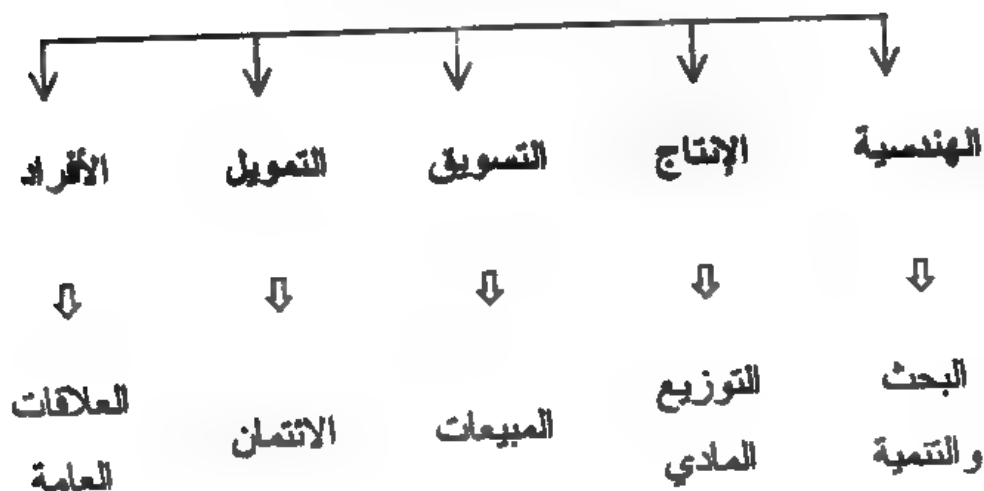 الهندسية الإنتاج التسويق التمويل الأفراد
البحث التوزيع المبيعات الائتمان العلاقات
والتنمية المادي العامة